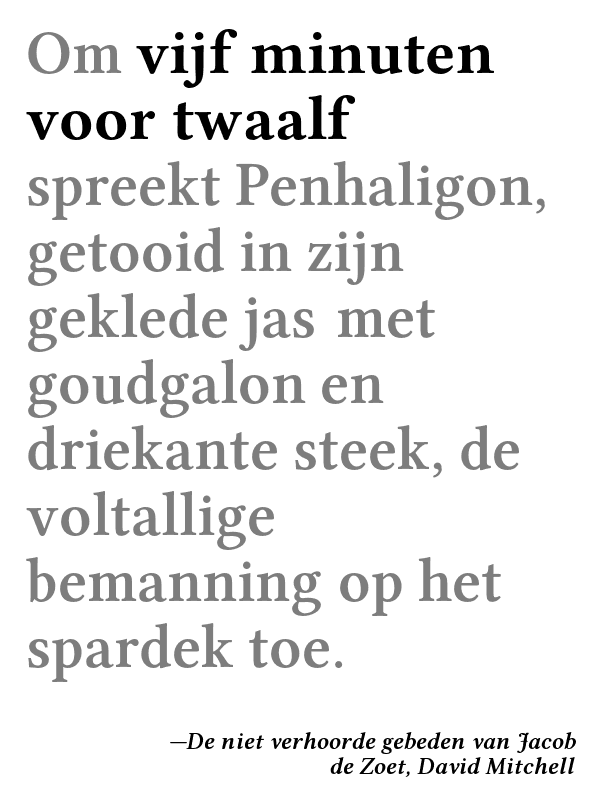 Om vijf minuten
voor twaalf
spreekt Penhaligon,
getooid in zijn
geklede jas met
goudgalon en
driekante steek, de
voltallige
bemanning op het
spardek toe.
—De niet verhoorde gebeden van Jacob
de Zoet, David Mitchell